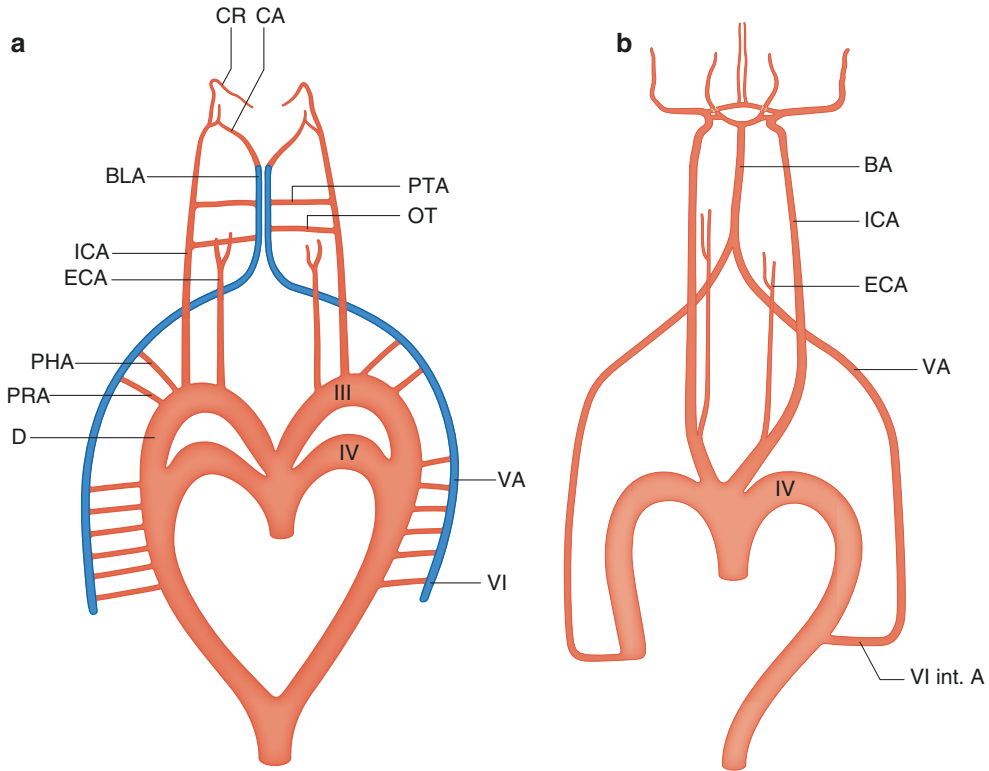 a
CR CA
BLA
PTA
OT
ICA
ECA
PHA
PRA
D
III
IV
VA
VI
b
BA
ICA
ECA
VA
IV
VI int. A